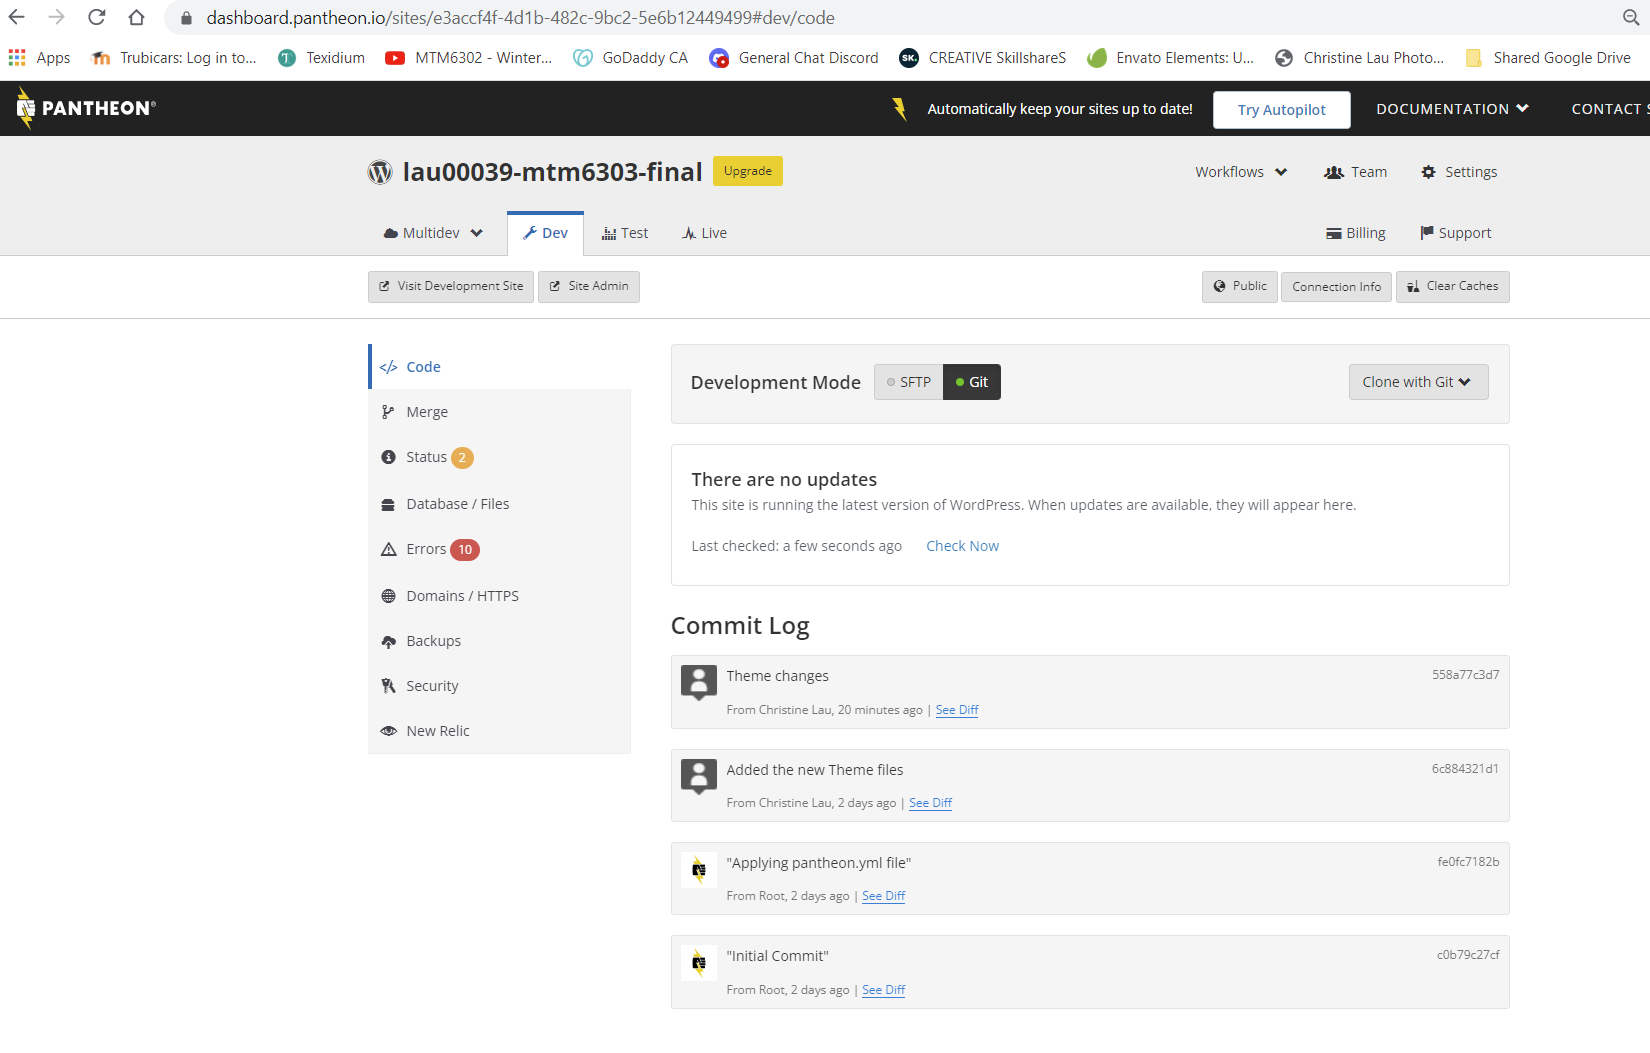 dashboard.pantheon.io/sites/e3accf4f-4d1b-482c-9bc2-5e6b12449499#dev/code
Apps Trubicars: Log in to... Texidium MTM6302 - Winter... GoDaddy CA General Chat Discord SK. CREATIVE SkillshareS Envato Elements: U... Christine Lau Photo... Shared Google Drive
PANTHEON® Automatically keep your sites up to date! Try Autopilot DOCUMENTATION CONTACT S
lau00039-mtm6303-final Upgrade Workflows Team Settings
Multidev Dev Test Live Billing Support
Visit Development Site Site Admin Public Connection Info Clear Caches
</> Code
Merge
Status 2
Database / Files
Errors 10
Domains / HTTPS
Backups
Security
New Relic
Development Mode SFTP Git Clone with Git
There are no updates
This site is running the latest version of WordPress. When updates are available, they will appear here.
Last checked: a few seconds ago Check Now
Commit Log
Theme changes 558a77c3d7
From Christine Lau, 20 minutes ago | See Diff
Added the new Theme files 6c884321d1
From Christine Lau, 2 days ago | See Diff
"Applying pantheon.yml file" fe0fc7182b
From Root, 2 days ago | See Diff
"Initial Commit" c0b79c27cf
From Root, 2 days ago | See Diff